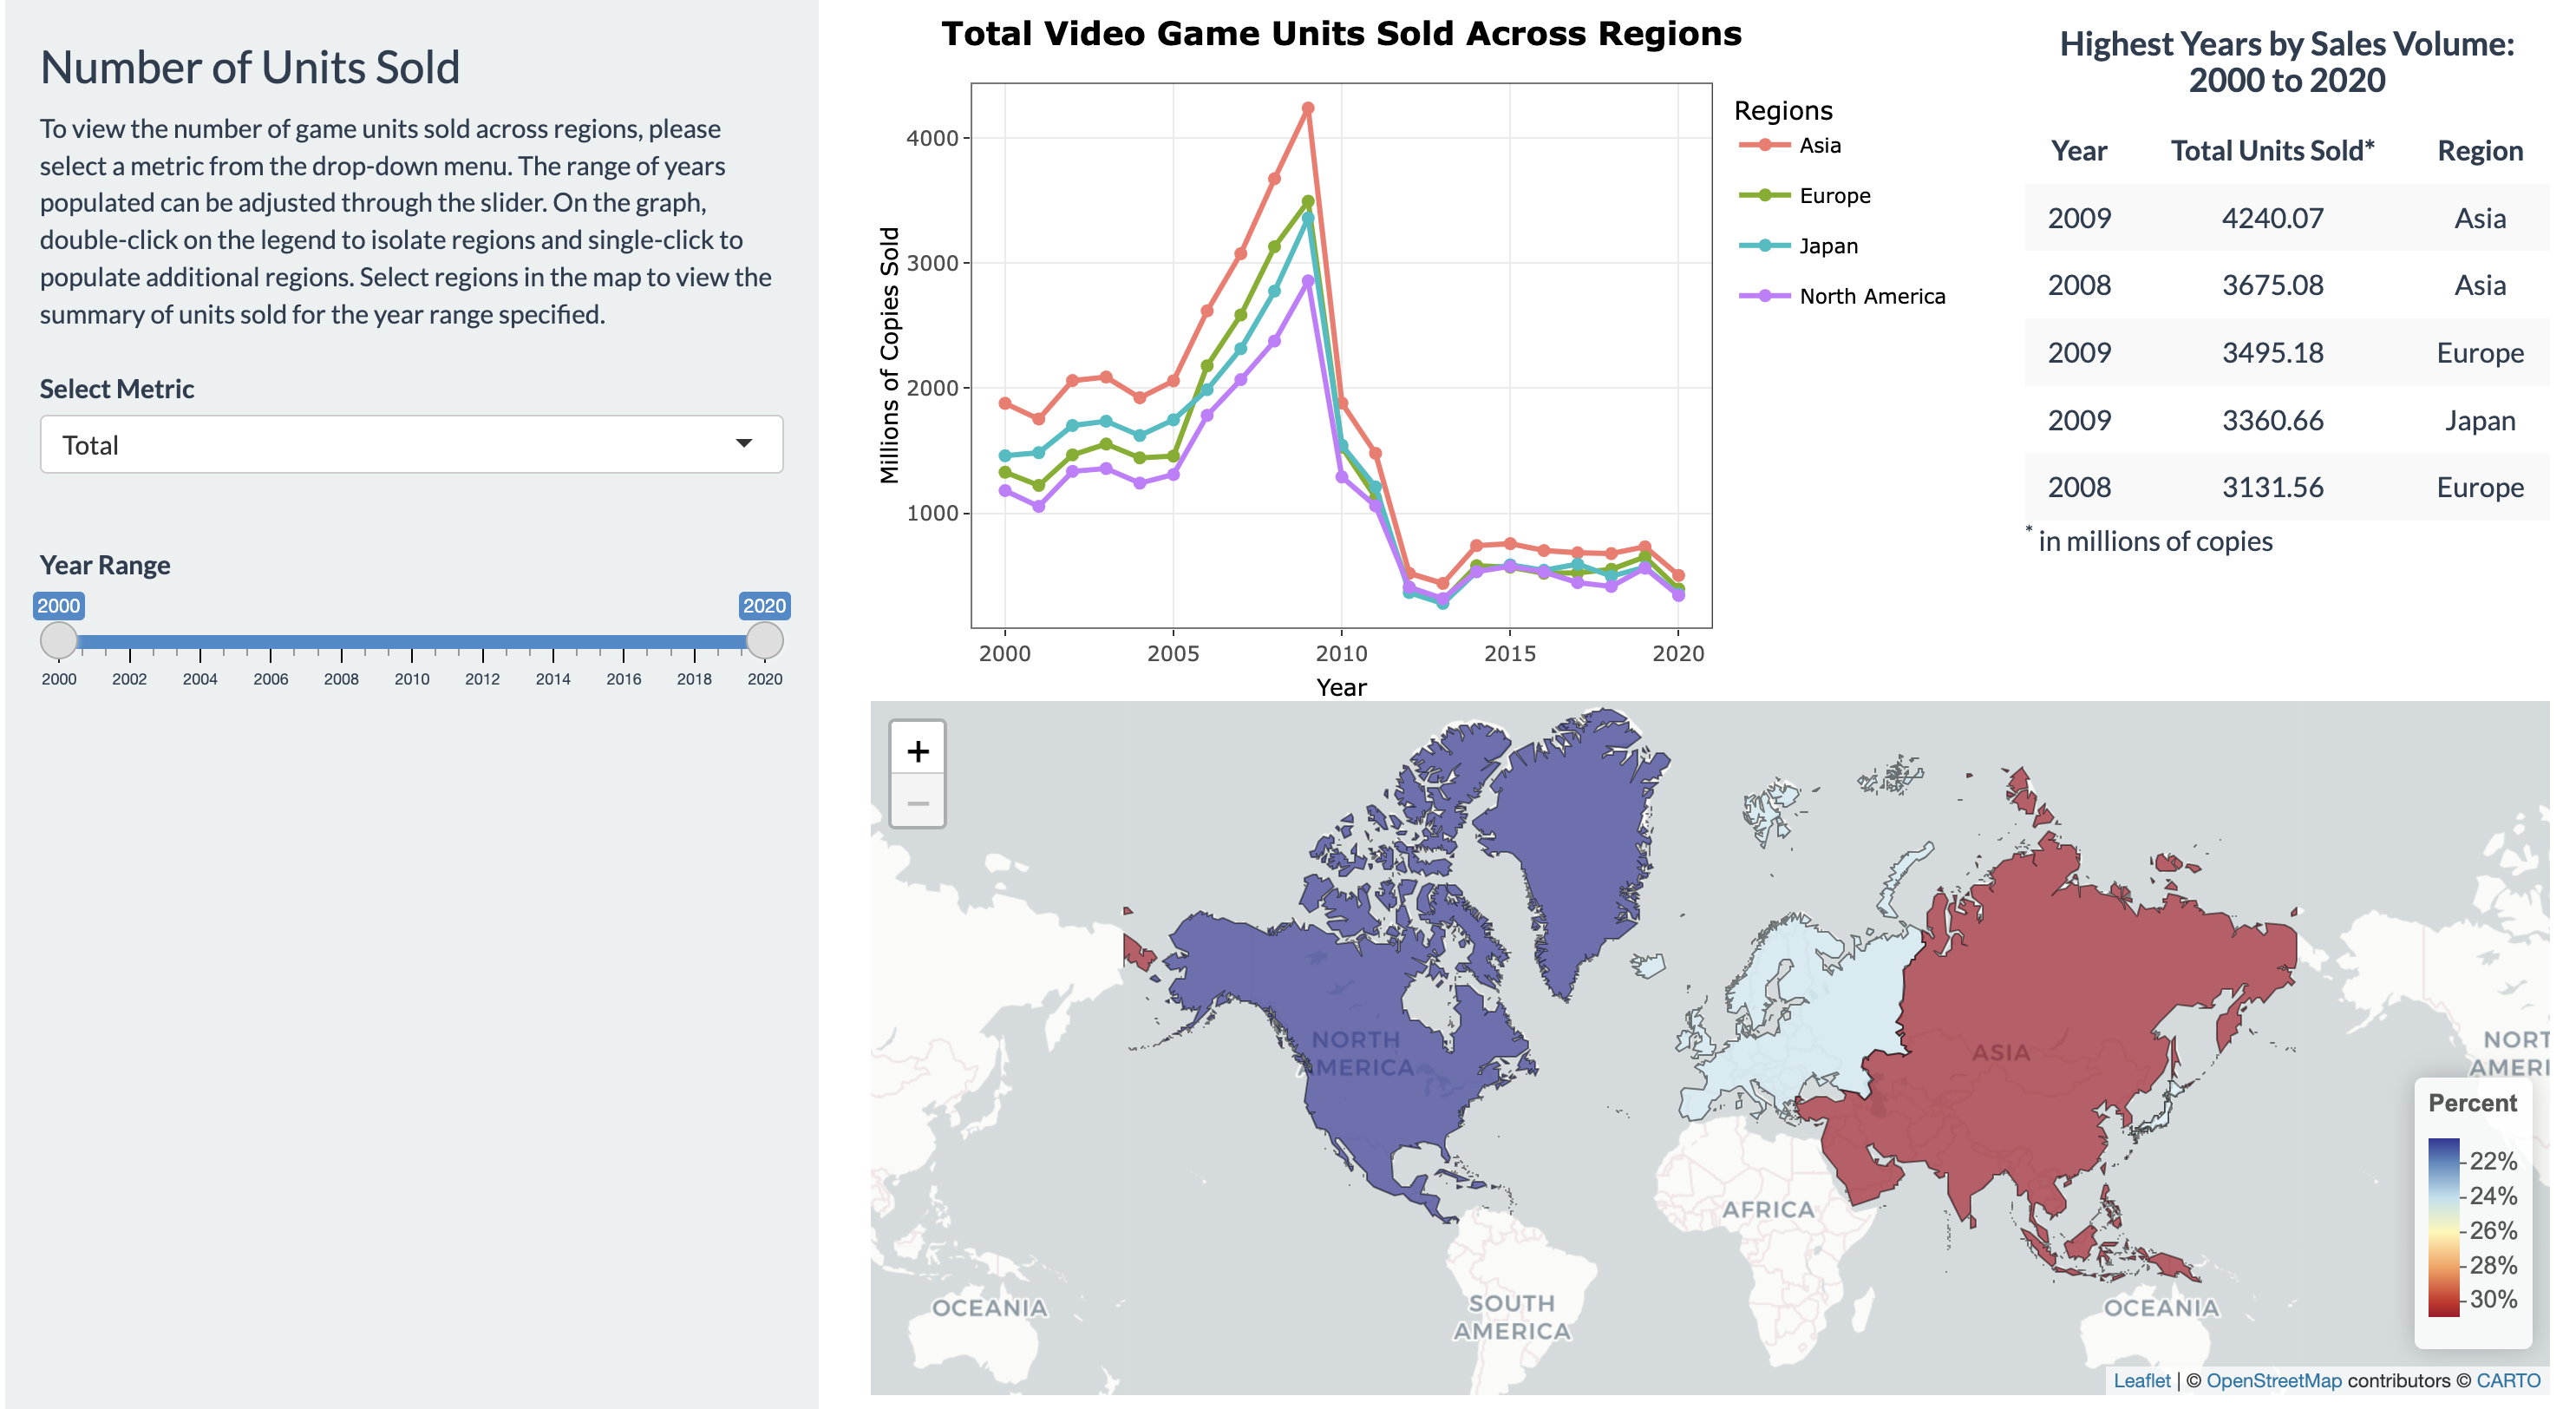 Number of Units Sold
To view the number of game units sold across regions, please
select a metric from the drop-down menu. The range of years
populated can be adjusted through the slider. On the graph,
double-click on the legend to isolate regions and single-click to
populate additional regions. Select regions in the map to view the
summary of units sold for the year range specified.
Select Metric
Total
Year Range
2000 2020
2000 2002 2004 2006 2008 2010 2012 2014 2016 2018 2020
Total Video Game Units Sold Across Regions
Millions of Copies Sold
4000
3000
2000
1000
2000 2005 2010 2015 2020
Year
Regions
Asia
Europe
Japan
North America
Highest Years by Sales Volume:
2000 to 2020
Year Total Units Sold* Region
2009 4240.07 Asia
2008 3675.08 Asia
2009 3495.18 Europe
2009 3360.66 Japan
2008 3131.56 Europe
* in millions of copies
+
−
NORTH
AMERICA
ASIA
NORT
AMERI
AFRICA
OCEANIA
SOUTH
AMERICA
OCEANIA
Percent
22%
24%
26%
28%
30%
Leaflet | © OpenStreetMap contributors © CARTO